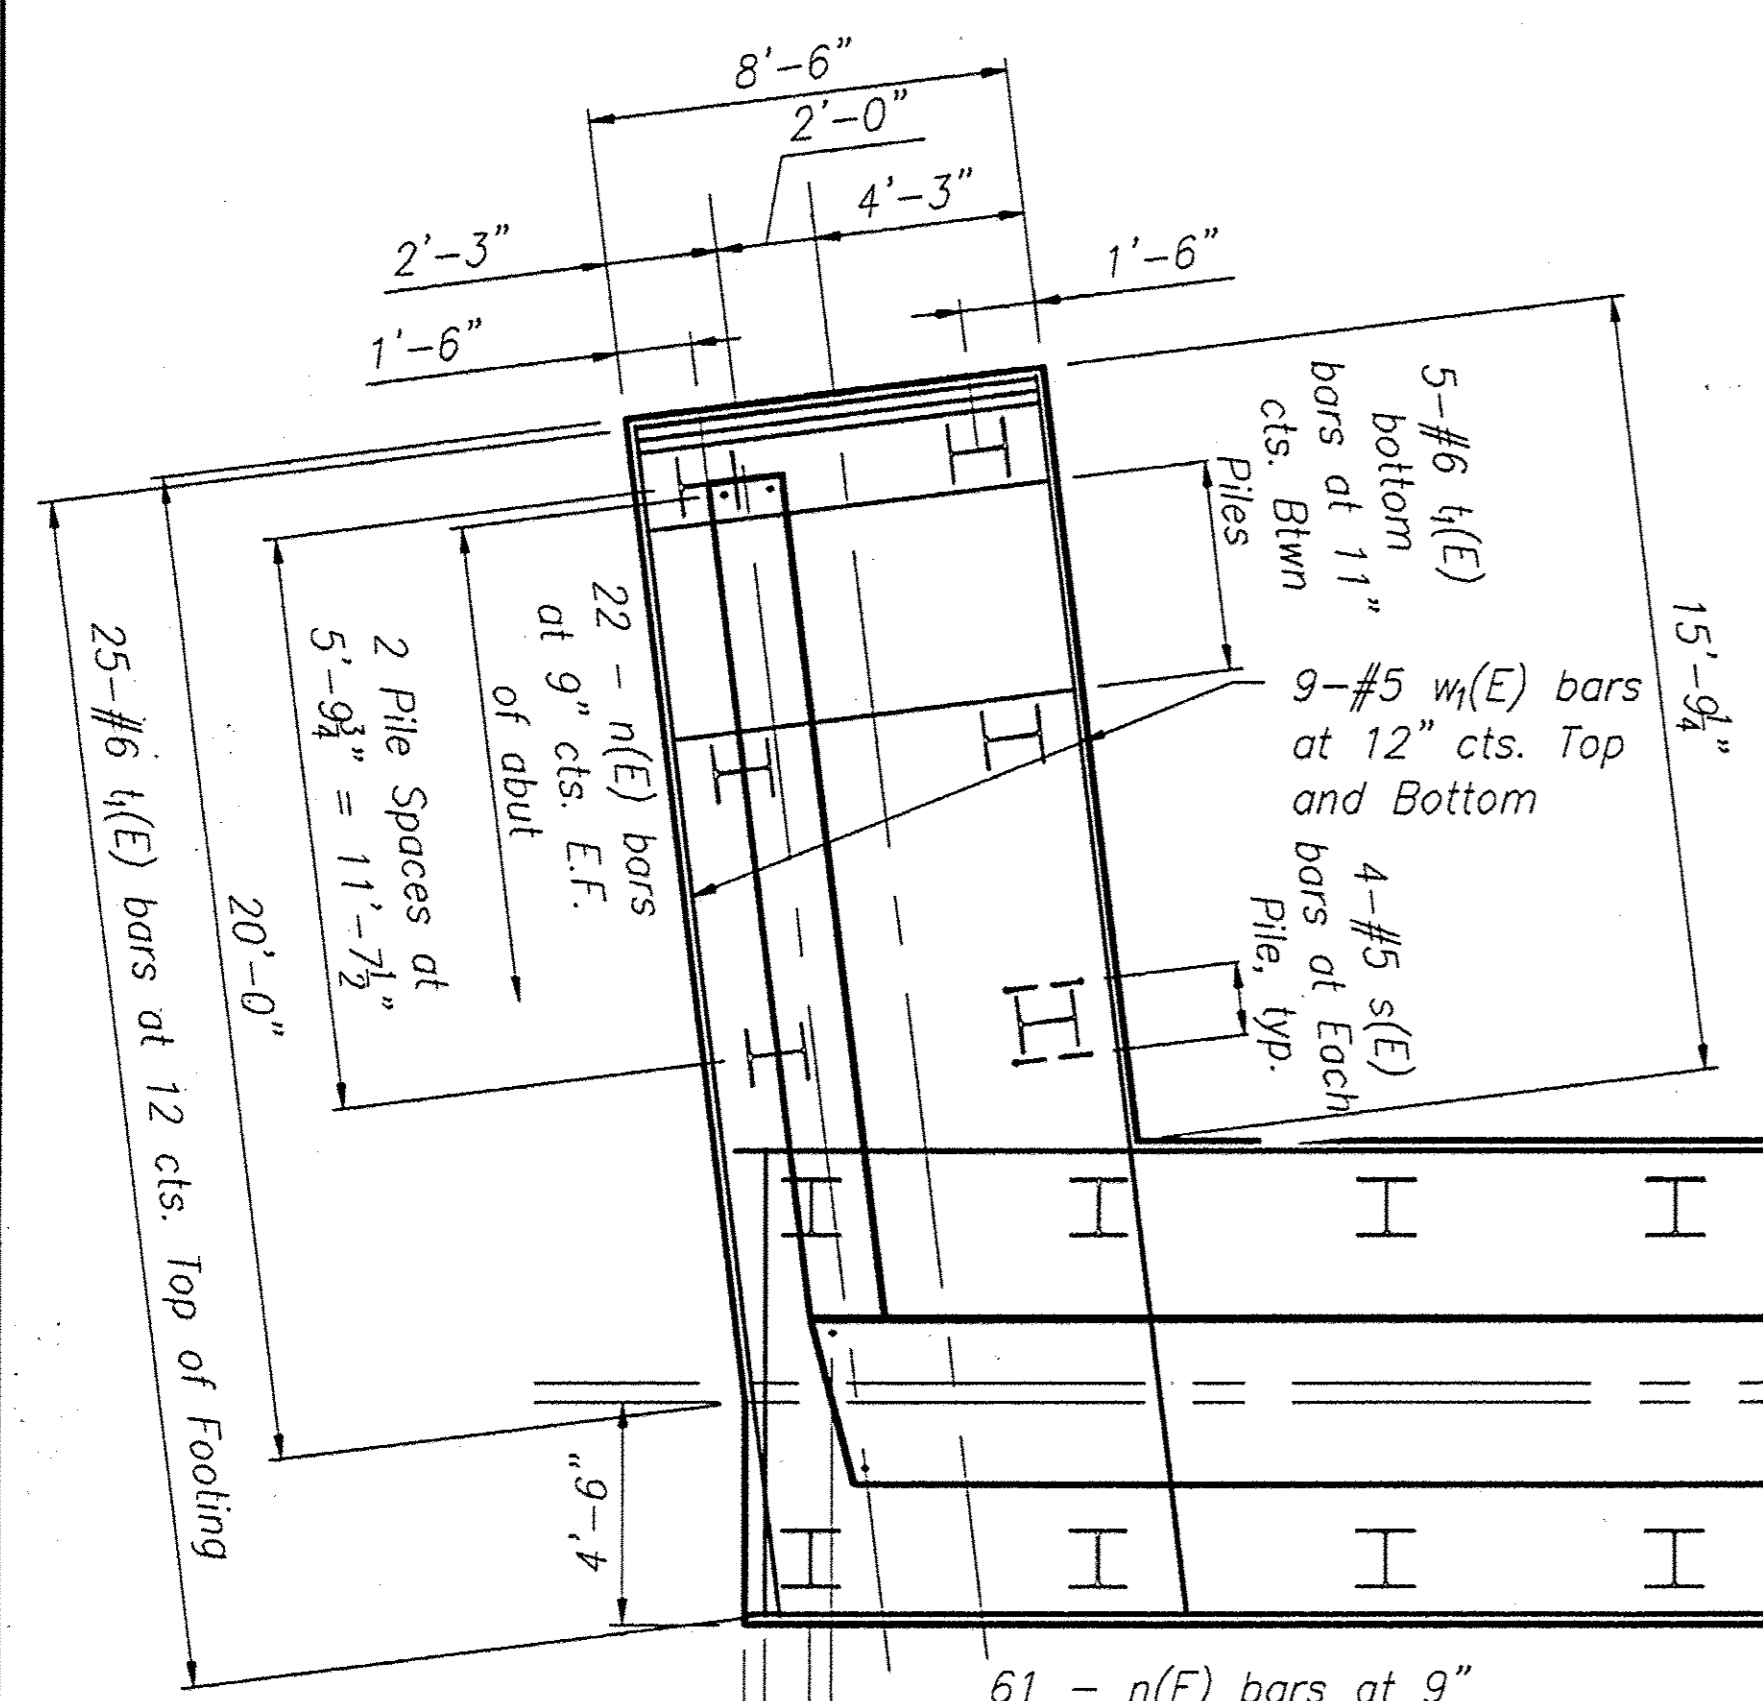 8'-6"
2'-0"
4'-3"
2'-3"
1'-6"
1'-6"
5-#6 t₁(E)
bottom
bars at 11"
cts. Btwn
Piles
15'-9¼"
9-#5 w₁(E) bars
at 12" cts. Top
and Bottom
4-#5 s(E)
bars at Each
Pile, typ.
22 - n(E) bars
at 9" cts. E.F.
of abut
2 Pile Spaces at
5'-9¾" = 11'-7½"
20'-0"
25-#6 t₁(E) bars at 12 cts. Top of Footing
4'-6"
61 - n(E) bars at 9"